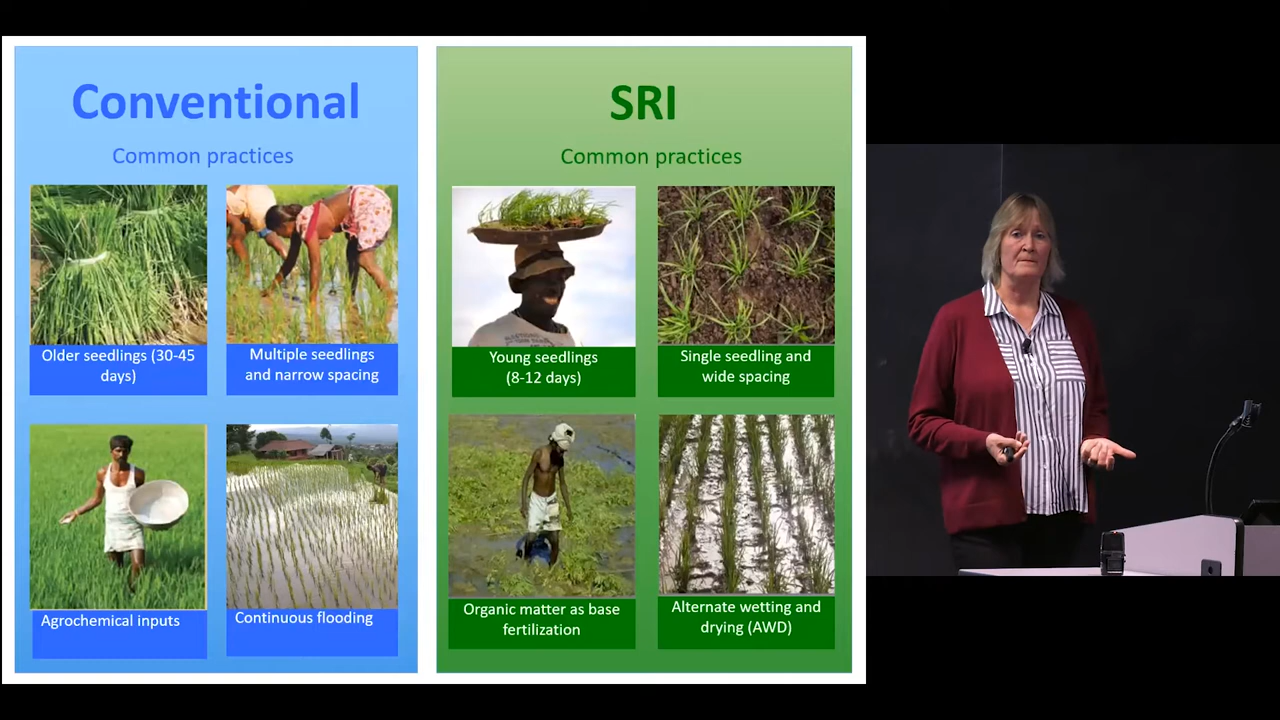 Conventional
Common practices
Older seedlings (30-45
days)
Multiple seedlings
and narrow spacing
Agrochemical inputs
Continuous flooding
SRI
Common practices
Young seedlings
(8-12 days)
Single seedling and
wide spacing
Organic matter as base
fertilization
Alternate wetting and
drying (AWD)